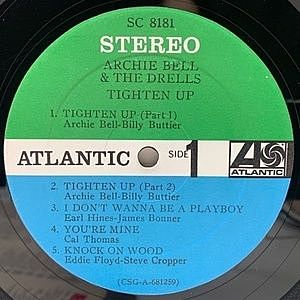 SC 8181
STEREO
ARCHIE BELL
& THE DRELLS
TIGHTEN UP
1. TIGHTEN UP (Part 1)
Archie Bell-Billy Buttier
ATLANTIC SIDE 1 ATLANTIC
2. TIGHTEN UP (Part 2)
Archie Bell-Billy Buttier
3. I DON'T WANNA BE A PLAYBOY
Earl Hines-James Bonner
4. YOU'RE MINE
Cal Thomas
5. KNOCK ON WOOD
Eddie Floyd-Steve Cropper
(CSG-A-681259)